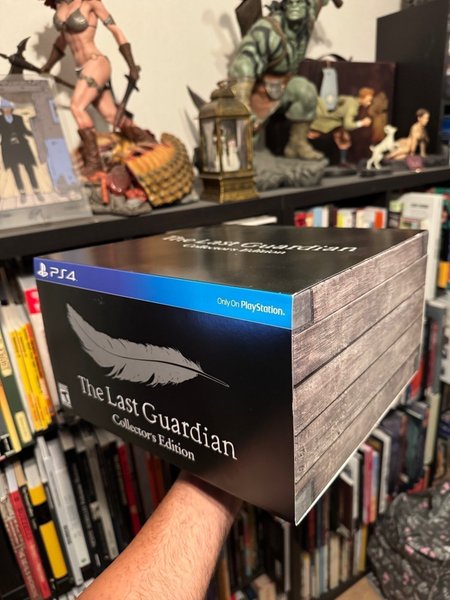 The Last Guardian
Collector's Edition
PS4
Only On PlayStation.
The Last Guardian
Collector's Edition